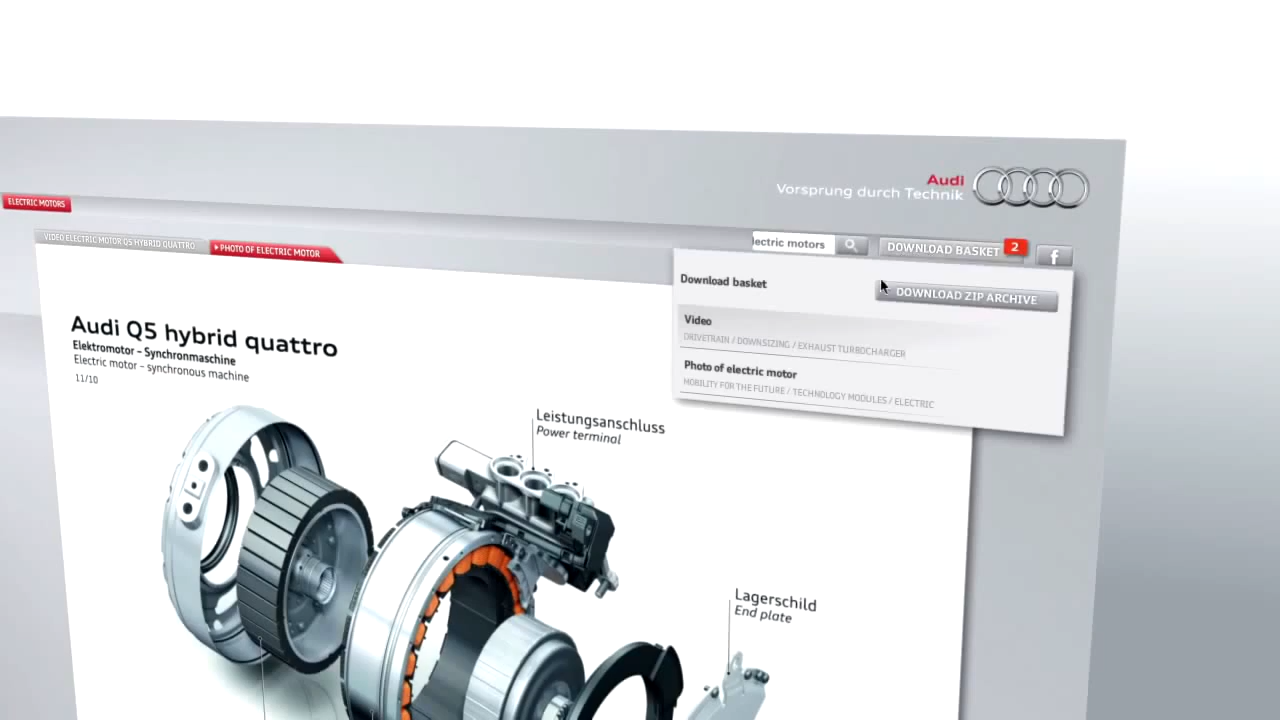 Audi
Vorsprung durch Technik
ELECTRIC MOTORS
VIDEO ELECTRIC MOTOR Q5 HYBRID QUATTRO
PHOTO OF ELECTRIC MOTOR
lectric motors
DOWNLOAD BASKET
2
f
Download basket
DOWNLOAD ZIP ARCHIVE
Video
DRIVETRAIN / DOWNSIZING / EXHAUST TURBOCHARGER
Photo of electric motor
MOBILITY FOR THE FUTURE / TECHNOLOGY MODULES / ELECTRIC
Audi Q5 hybrid quattro
Elektromotor – Synchronmaschine
Electric motor – synchronous machine
11/10
Leistungsanschluss
Power terminal
Lagerschild
End plate